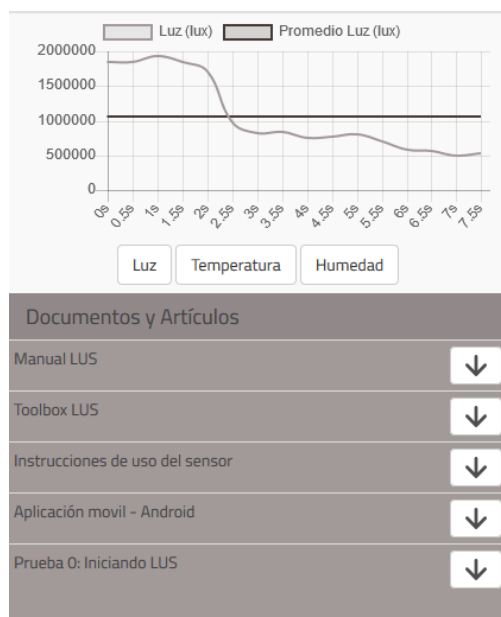 Luz (lux) Promedio Luz (lux)
2000000
1500000
1000000
500000
0
0s 0.5s 1s 1.5s 2s 2.5s 3s 3.5s 4s 4.5s 5s 5.5s 6s 6.5s 7s 7.5s
Luz Temperatura Humedad
Documentos y Artículos
Manual LUS
Toolbox LUS
Instrucciones de uso del sensor
Aplicación movil - Android
Prueba 0: Iniciando LUS